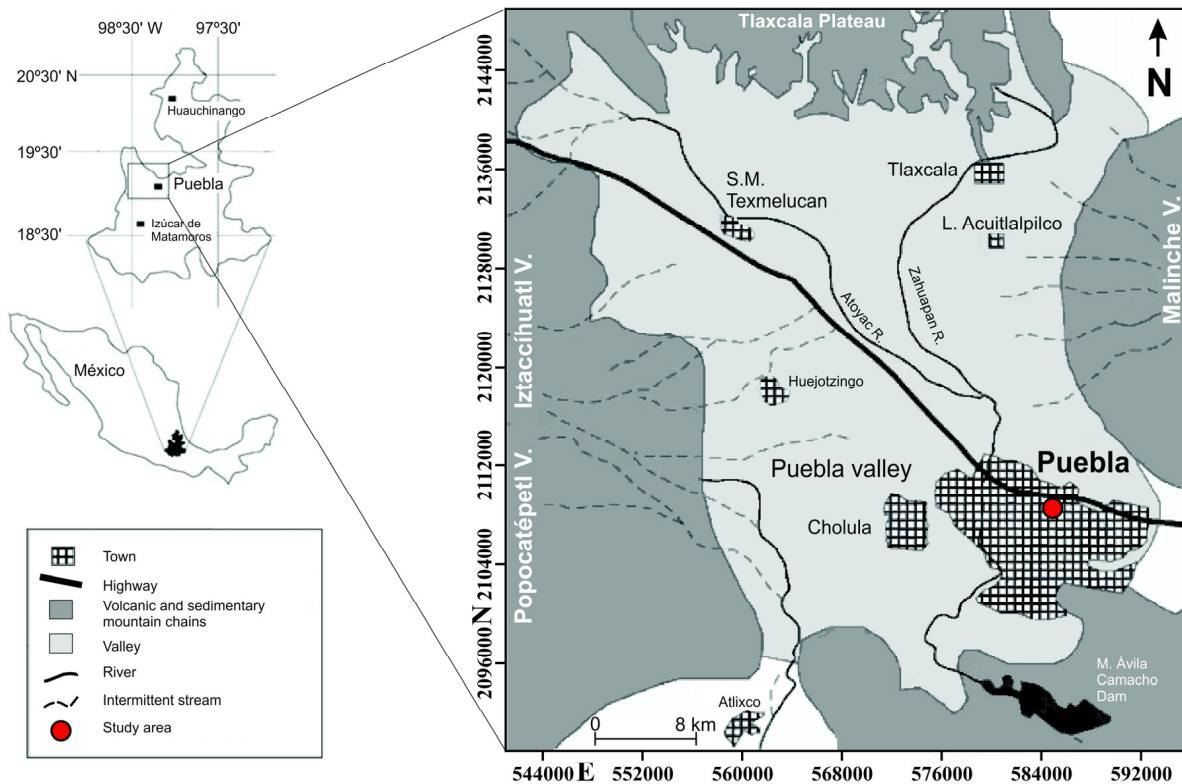 98º30' W
97º30'
20º30' N
Huauchinango
19º30'
Puebla
Izúcar de
Matamoros
18º30'
México
Town
Highway
Volcanic and sedimentary
mountain chains
Valley
River
Intermittent stream
Study area
Tlaxcala Plateau
N
2144000
2136000
2128000
2120000
2112000
2104000
2096000 N
Tlaxcala
S.M.
Texmelucan
L. Acuitlalpilco
Iztaccíhuatl V.
Malinche V.
Zahuapan R.
Atoyac R.
Huejotzingo
Puebla valley
Puebla
Popocatépetl V.
Cholula
M. Ávila
Camacho
Dam
Atlixco
0 8 km
544000 E 552000 560000 568000 576000 584000 592000